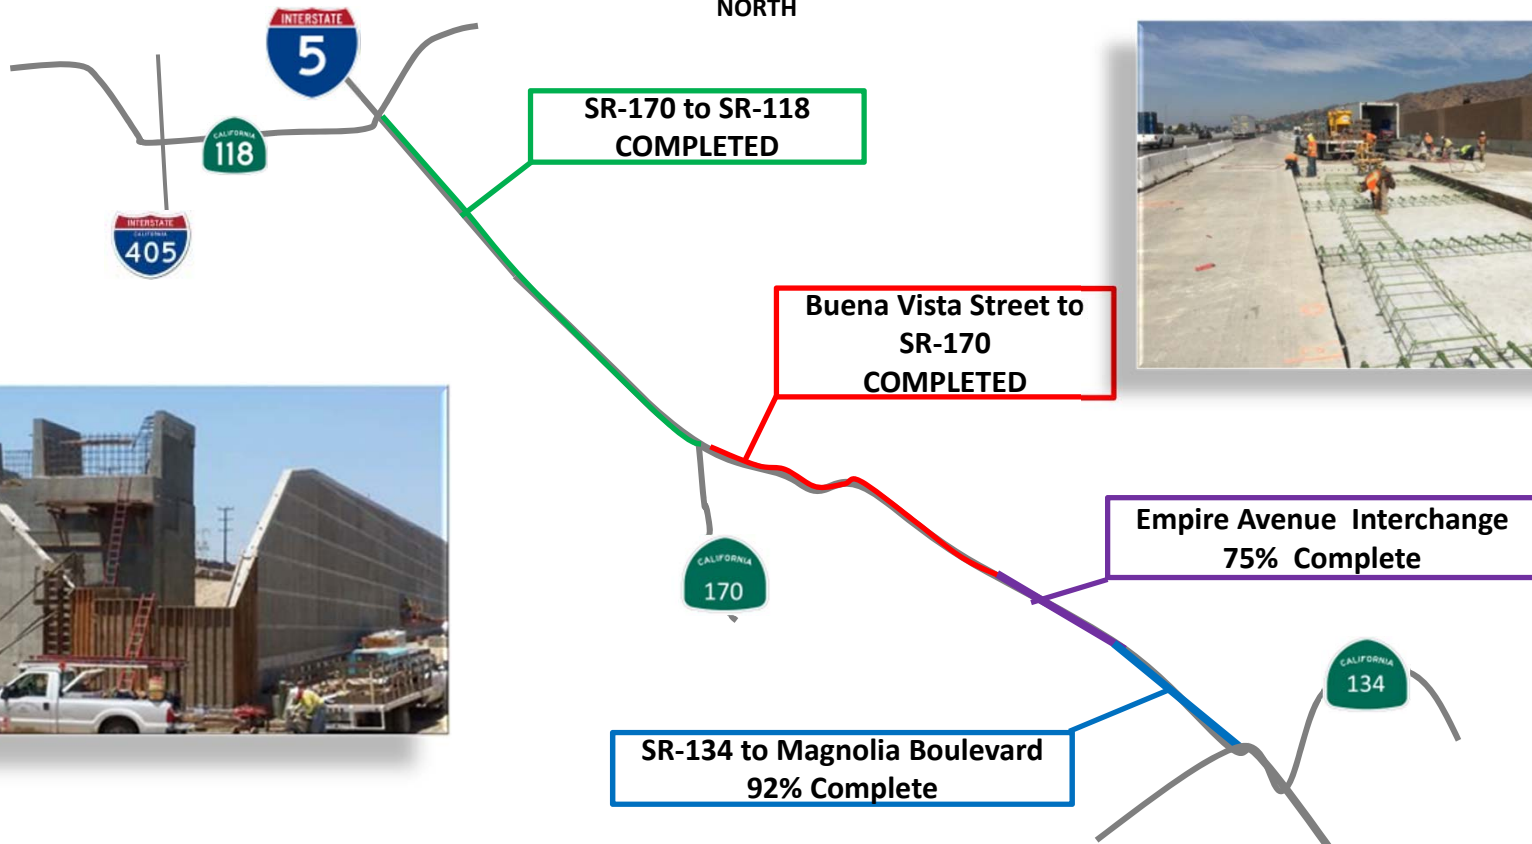 NORTH
INTERSTATE
5
SR-170 to SR-118
COMPLETED
CALIFORNIA
118
INTERSTATE
CALIFORNIA
405
Buena Vista Street to
SR-170
COMPLETED
Empire Avenue  Interchange
75%  Complete
CALIFORNIA
170
CALIFORNIA
134
SR-134 to Magnolia Boulevard
92% Complete